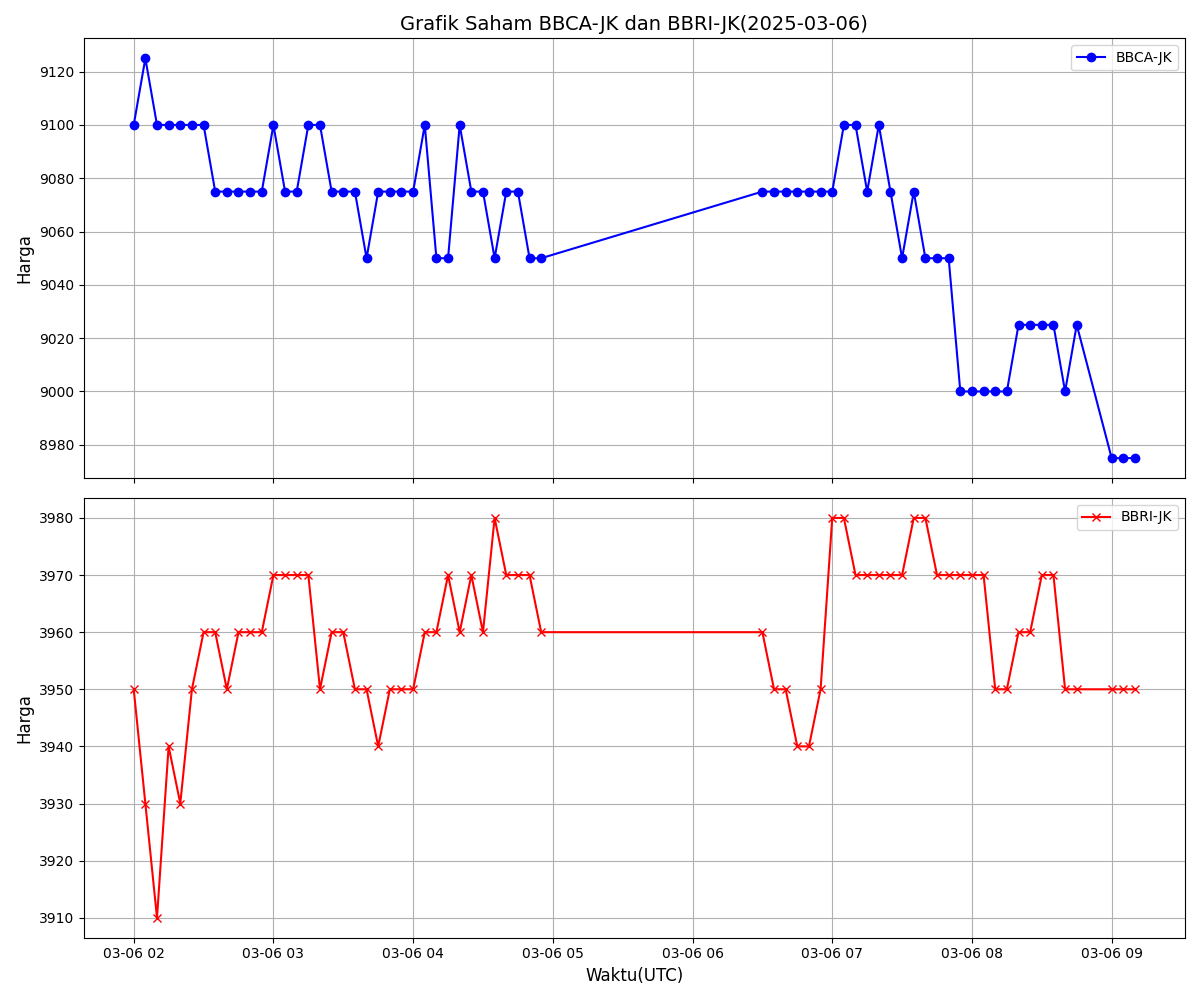 Grafik Saham BBCA-JK dan BBRI-JK(2025-03-06)
BBCA-JK
9120
9100
9080
9060
9040
9020
9000
8980
Harga
BBRI-JK
3980
3970
3960
3950
3940
3930
3920
3910
Harga
03-06 02 03-06 03 03-06 04 03-06 05 03-06 06 03-06 07 03-06 08 03-06 09
Waktu(UTC)